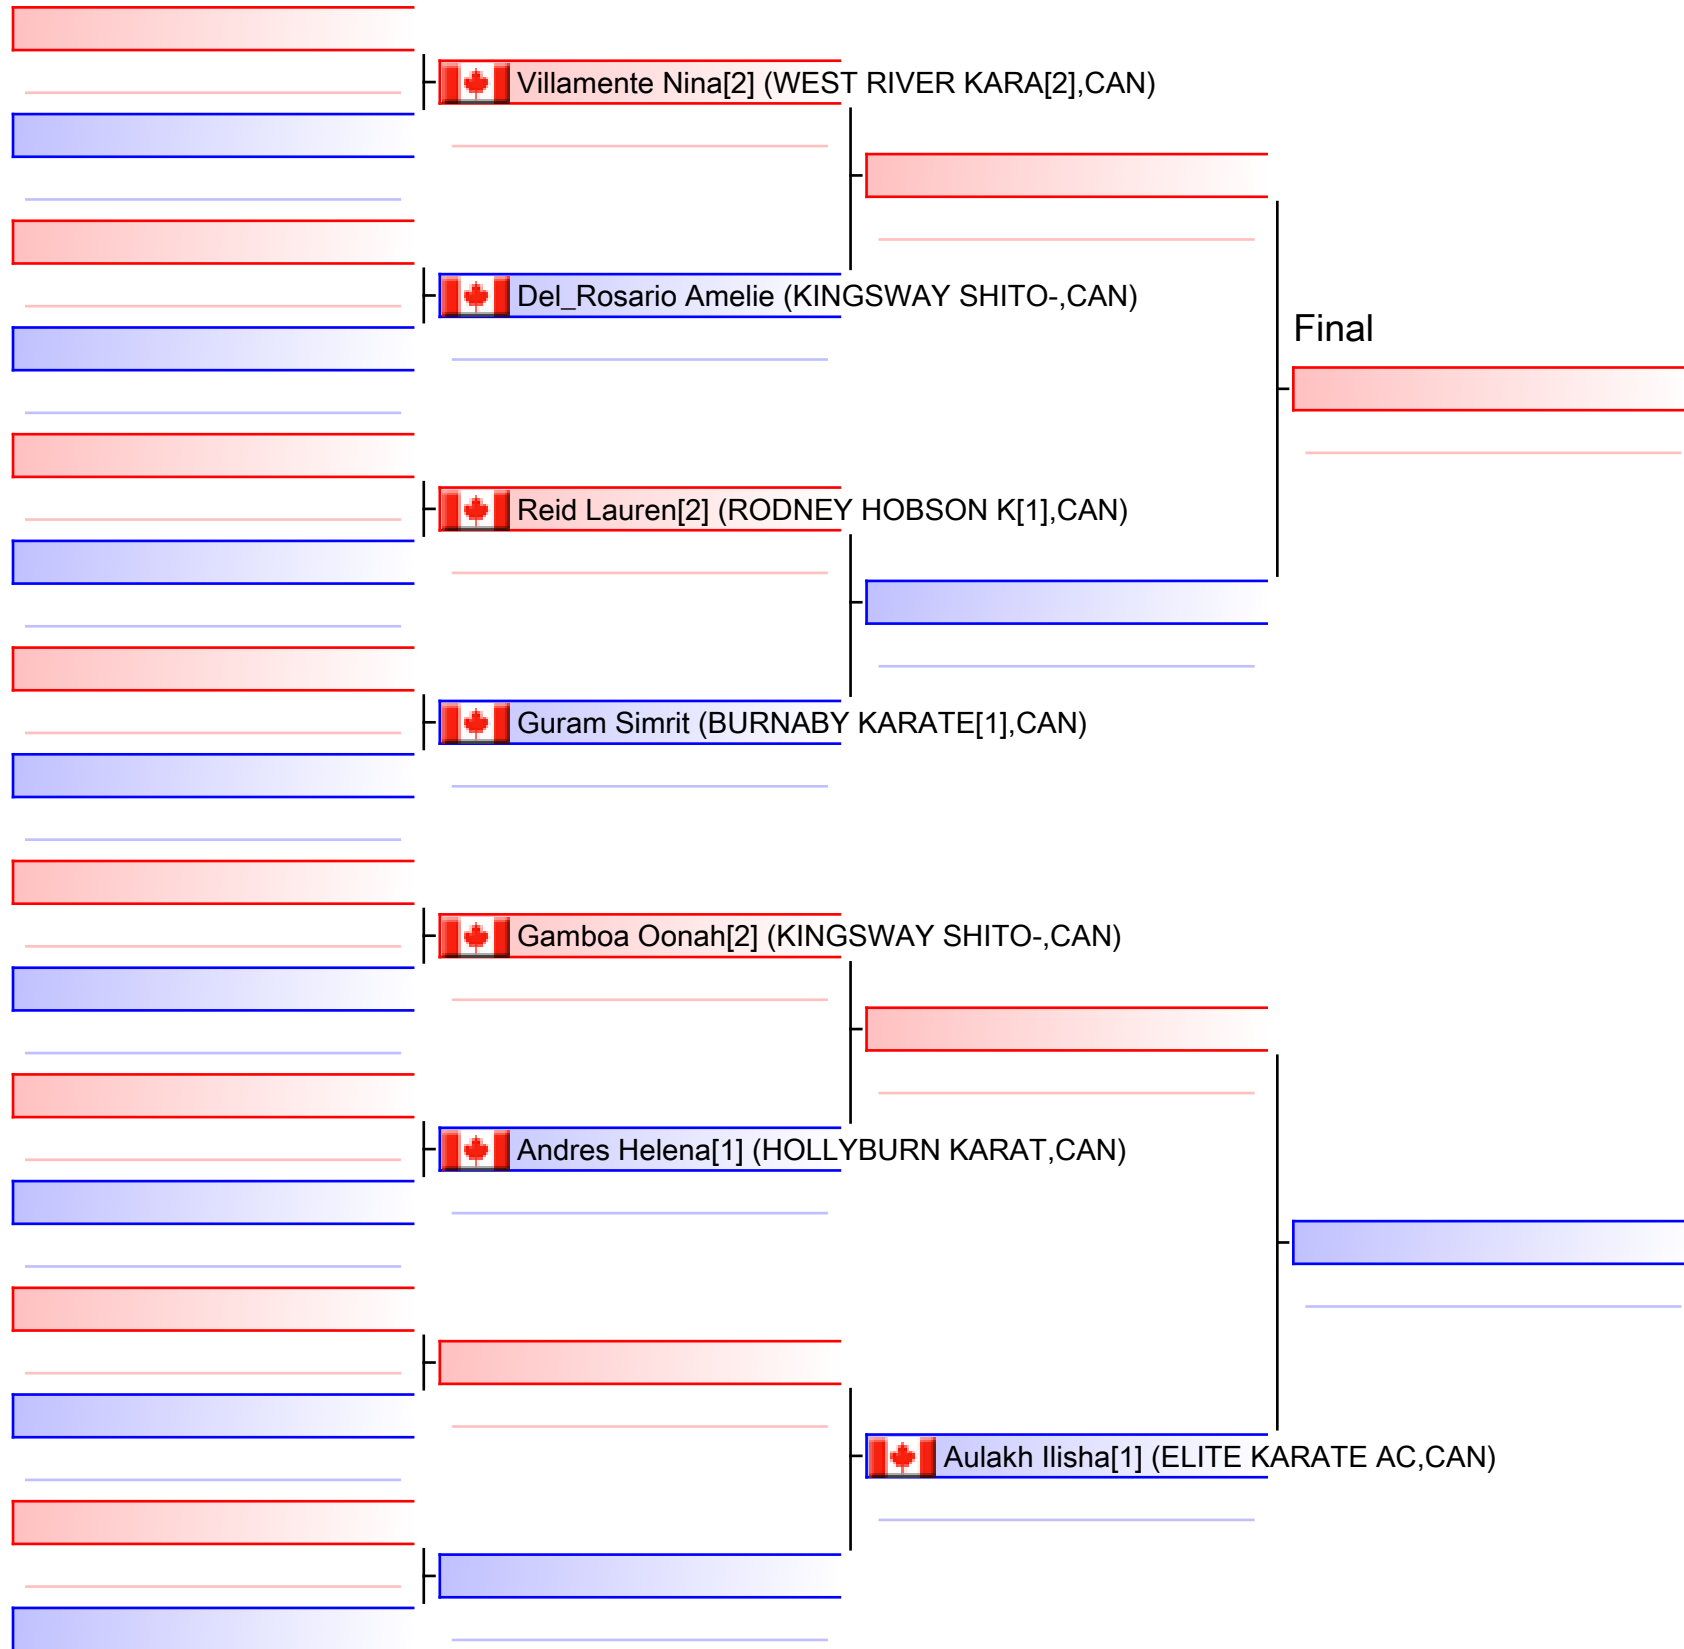 Villamente Nina[2] (WEST RIVER KARA[2],CAN)
Del_Rosario Amelie (KINGSWAY SHITO-,CAN)
Final
Reid Lauren[2] (RODNEY HOBSON K[1],CAN)
Guram Simrit (BURNABY KARATE[1],CAN)
Gamboa Oonah[2] (KINGSWAY SHITO-,CAN)
Andres Helena[1] (HOLLYBURN KARAT,CAN)
Aulakh Ilisha[1] (ELITE KARATE AC,CAN)